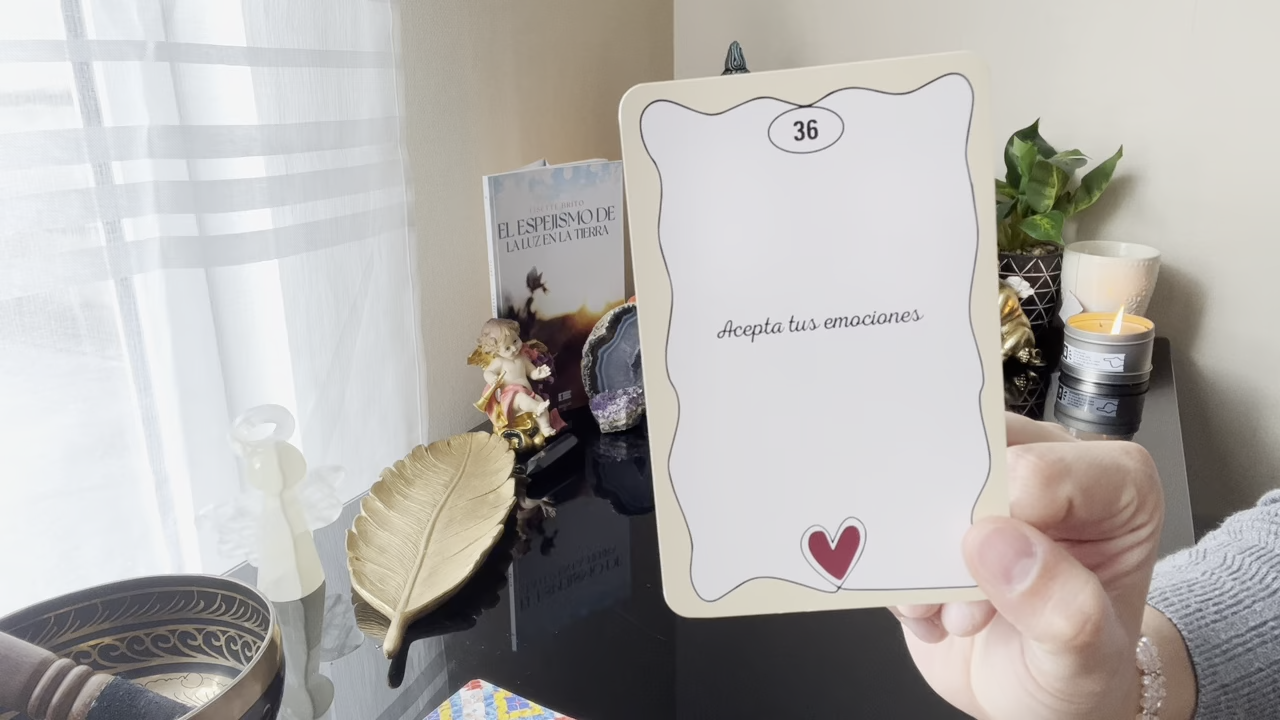 36
Acepta tus emociones
EL ESPEJISMO DE
LA LUZ EN LA TIERRA